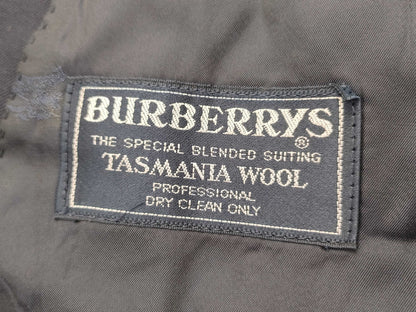 BURBERRYS®
THE SPECIAL BLENDED SUITING
TASMANIA WOOL
PROFESSIONAL
DRY CLEAN ONLY